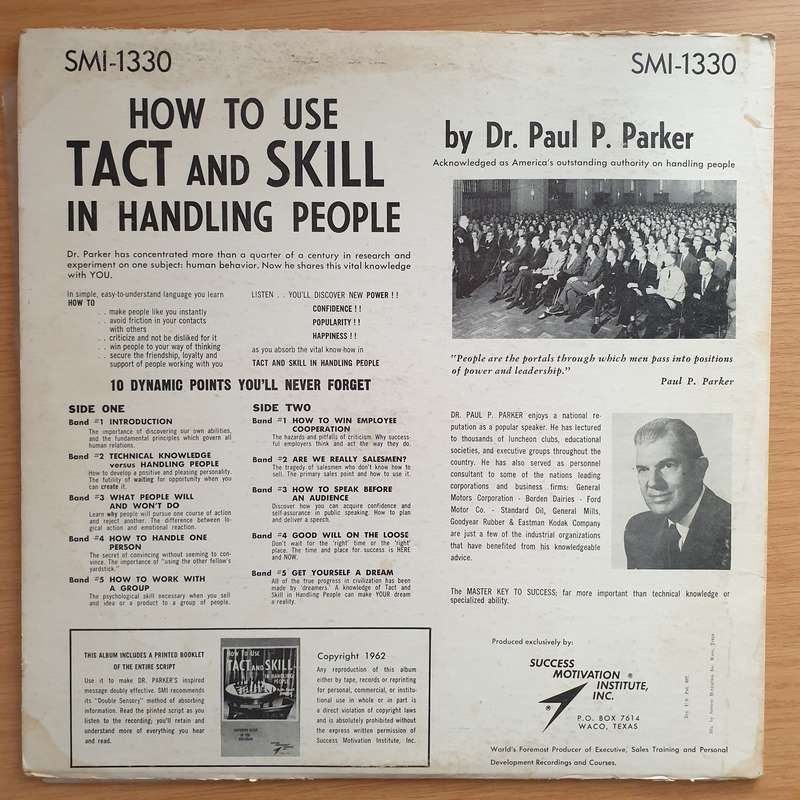 SMI-1330
SMI-1330
HOW TO USE
TACT AND SKILL
IN HANDLING PEOPLE
by Dr. Paul P. Parker
Acknowledged as America's outstanding authority on handling people
Dr. Parker has concentrated more than a quarter of a century in research and
experiment on one subject: human behavior. Now he shares this vital knowledge
with YOU.
In simple, easy-to-understand language you learn
HOW TO
. . make people like you instantly
. . avoid friction in your contacts
with others
. . criticize and not be disliked for it
. . win people to your way of thinking
. . secure the friendship, loyalty and
support of people working with you
LISTEN . . YOU'LL DISCOVER NEW POWER ! !
CONFIDENCE ! !
POPULARITY ! !
HAPPINESS ! !
as you absorb the vital know-how in
TACT AND SKILL IN HANDLING PEOPLE
10 DYNAMIC POINTS YOU'LL NEVER FORGET
SIDE ONE
Band #1 INTRODUCTION
The importance of discovering our own abilities,
and the fundamental principles which govern all
human relations.
Band #2 TECHNICAL KNOWLEDGE
versus HANDLING PEOPLE
How to develop a positive and pleasing personality.
The futility of waiting for opportunity when you
can create it.
Band #3 WHAT PEOPLE WILL
AND WON'T DO
Learn why people will pursue one course of action
and reject another. The difference between lo-
gical action and emotional reaction.
Band #4 HOW TO HANDLE ONE
PERSON
The secret of convincing without seeming to con-
vince. The importance of "using the other fellow's
yardstick."
Band #5 HOW TO WORK WITH
A GROUP
The psychological skill necessary when you sell
and idea or a product to a group of people.
SIDE TWO
Band #1 HOW TO WIN EMPLOYEE
COOPERATION
The hazards and pitfalls of criticism. Why success-
ful employers think and act the way they do.
Band #2 ARE WE REALLY SALESMEN?
The tragedy of salesmen who don't know how to
sell. The primary sales point and how to use it.
Band #3 HOW TO SPEAK BEFORE
AN AUDIENCE
Discover how you can acquire confidence and
self-assurance in public speaking. How to plan
and deliver a speech.
Band #4 GOOD WILL ON THE LOOSE
Don't wait for the 'right' time or the 'right'
place. The time and place for success is HERE
and NOW.
Band #5 GET YOURSELF A DREAM
All of the true progress in civilization has been
made by 'dreamers.' A knowledge of Tact and
Skill in Handling People can make YOUR dream
a reality.
"People are the portals through which men pass into positions
of power and leadership."
Paul P. Parker
DR. PAUL P. PARKER enjoys a national re-
putation as a popular speaker. He has lectured
to thousands of luncheon clubs, educational
societies, and executive groups throughout the
country. He has also served as personnel
consultant to some of the nations leading
corporations and business firms: General
Motors Corporation - Borden Dairies - Ford
Motor Co. - Standard Oil, General Mills,
Goodyear Rubber & Eastman Kodak Company
are just a few of the industrial organizations
that have benefited from his knowledgeable
advice.
The MASTER KEY TO SUCCESS; far more important than technical knowledge or
specialized ability.
THIS ALBUM INCLUDES A PRINTED BOOKLET
OF THE ENTIRE SCRIPT
Use it to make DR. PARKER'S inspired
message doubly effective. SMI recommends
its "Double Sensory" method of absorbing
information. Read the printed script as you
listen to the recording; you'll retain and
understand more of everything you hear
and read.
How To Use
TACT AND SKILL
IN HANDLING
PEOPLE
Copyright 1962
Any reproduction of this album
either by tape, records or reprinting
for personal, commercial, or institu-
tional use in whole or in part is
a direct violation of copyright laws
and is absolutely prohibited without
the express written permission of
Success Motivation Institute, Inc.
Produced exclusively by:
SUCCESS
MOTIVATION ®
INSTITUTE,
INC.
®
P.O. BOX 7614
WACO, TEXAS
World's Foremost Producer of Executive, Sales Training and Personal
Development Recordings and Courses.